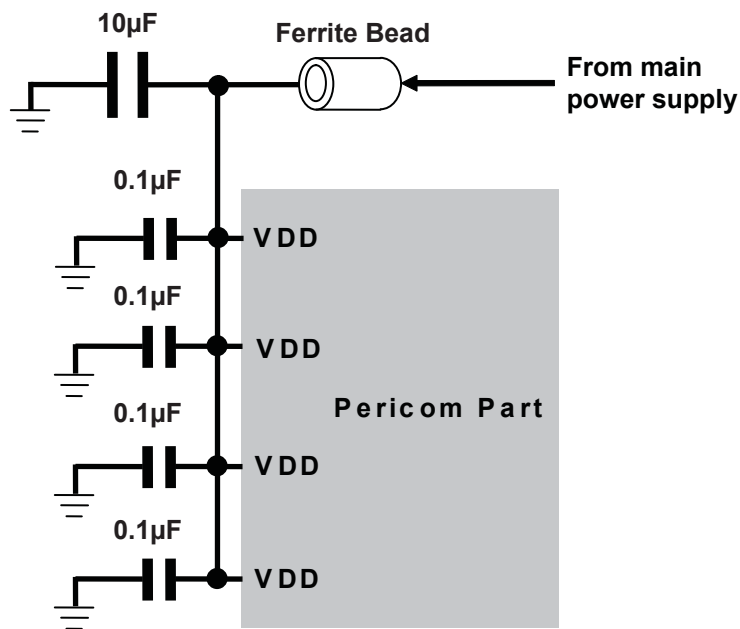 10µF
Ferrite Bead
From main
power supply
0.1µF
VDD
0.1µF
VDD
Pericom Part
0.1µF
VDD
0.1µF
VDD